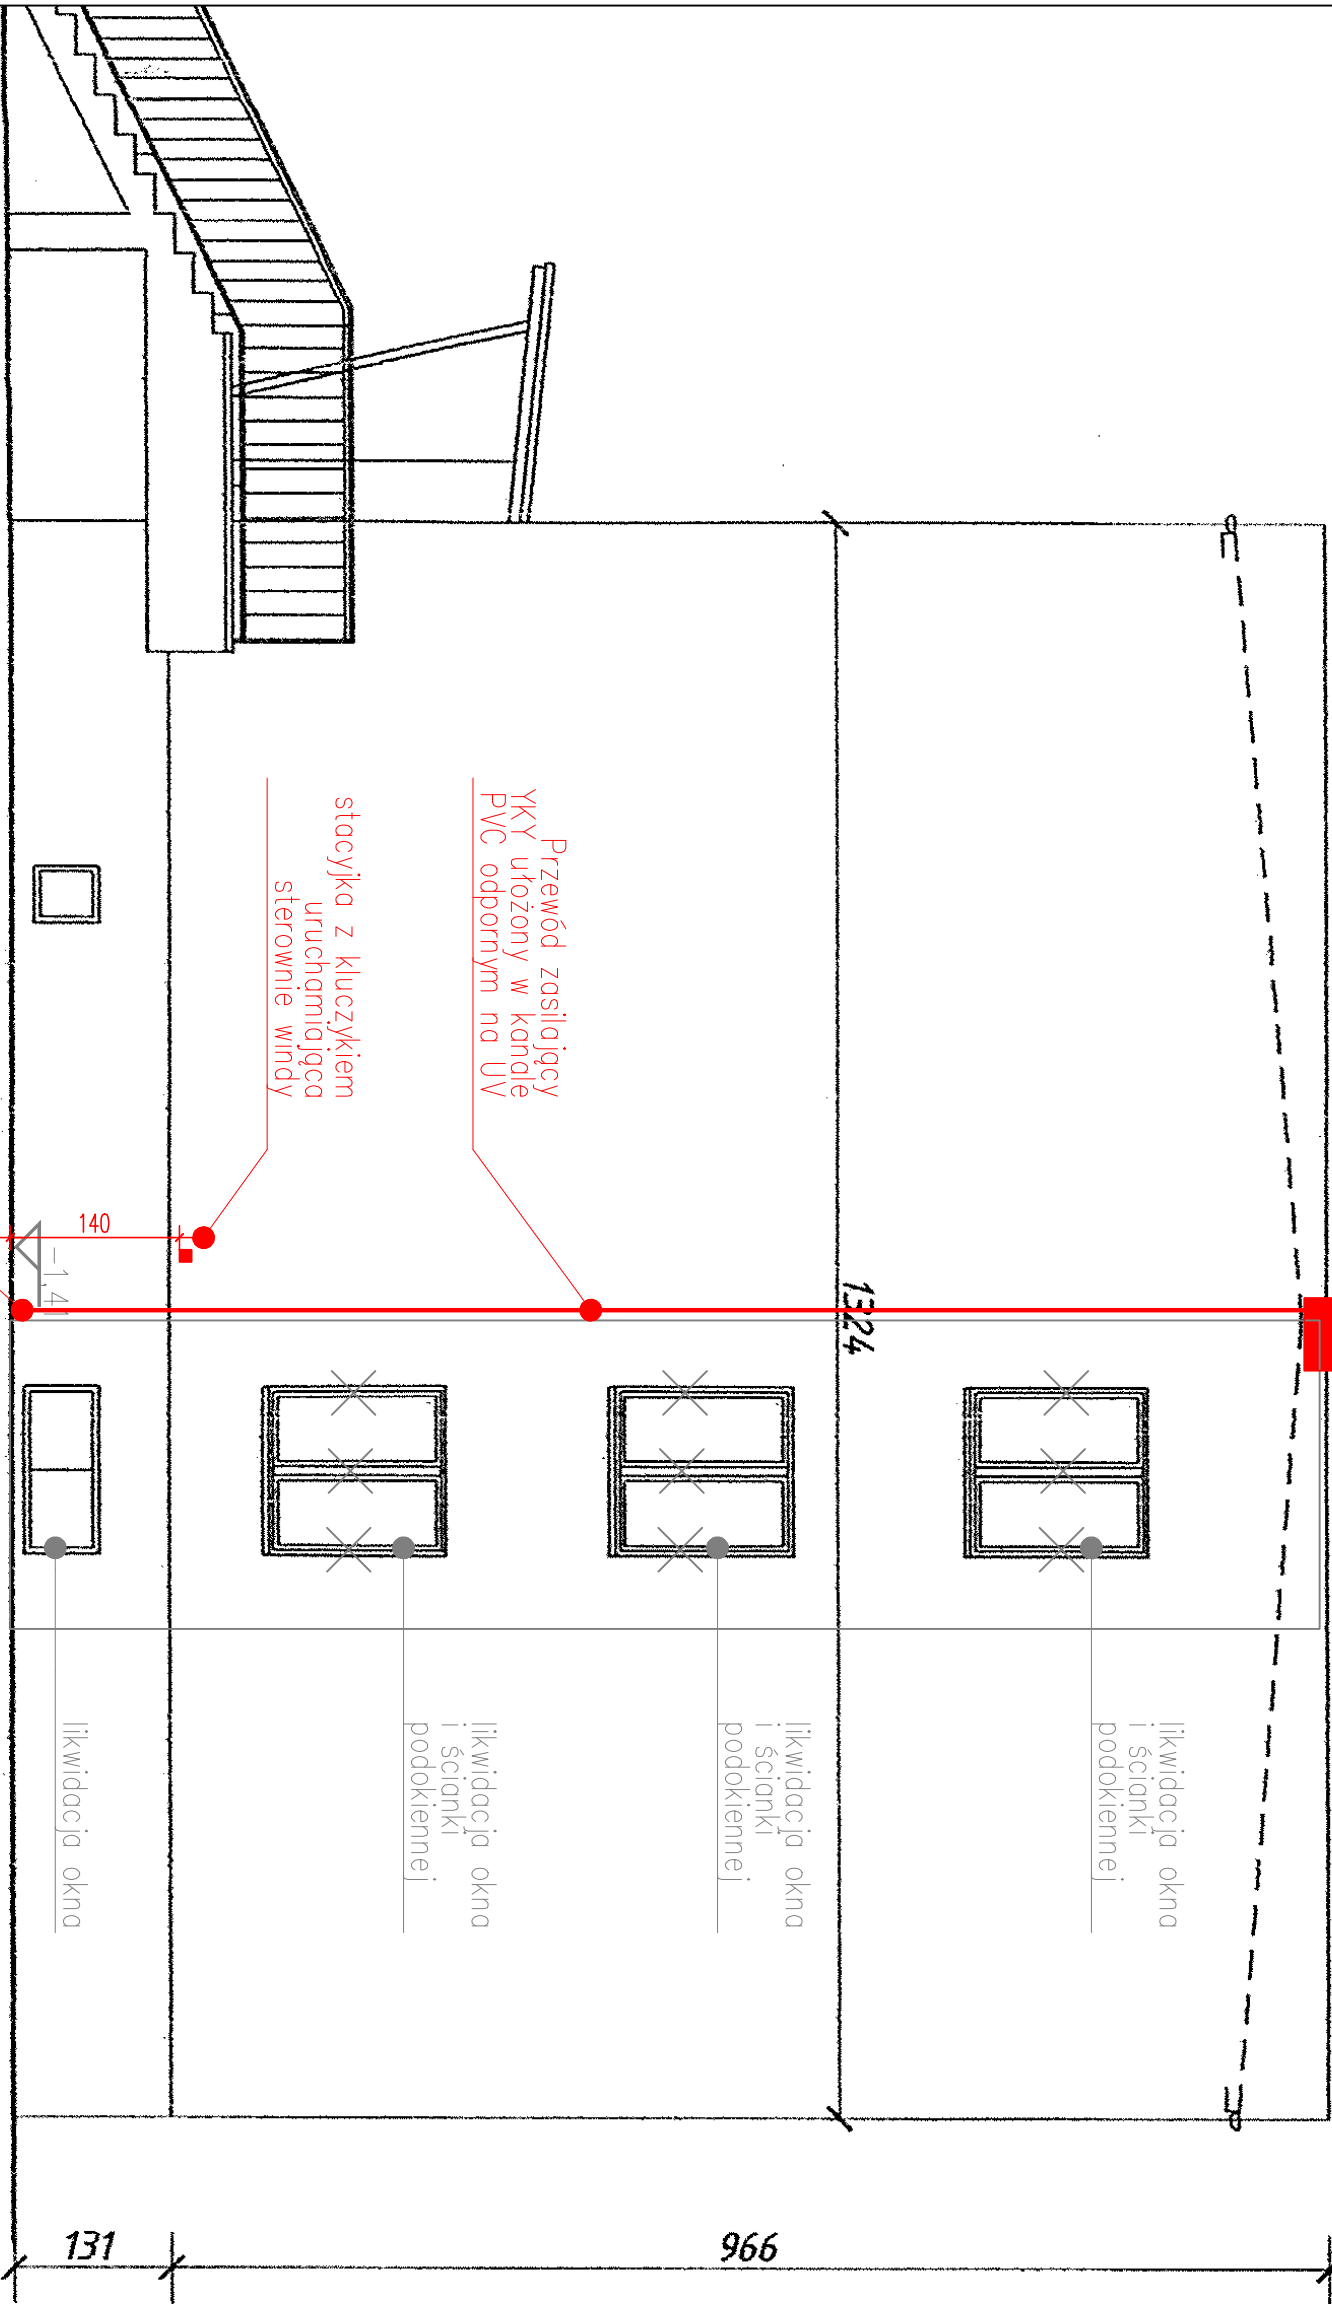 Przewód zasilający
YKY ułożony w kanale
PVC odpornym na UV
stacyjka z kluczykiem
uruchamiająca
sterownie windy
140
-1,41
1324
likwidacja okna
i ścianki
podokiennej
likwidacja okna
i ścianki
podokiennej
likwidacja okna
i ścianki
podokiennej
likwidacja okna
131
966